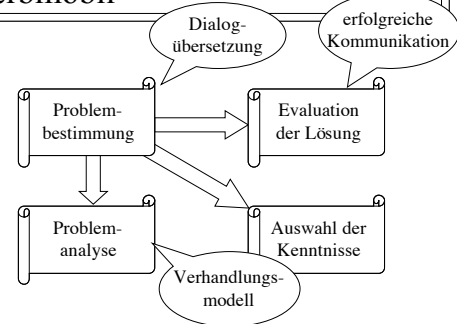 Dialog-
übersetzung
erfolgreiche
Kommunikation
Problem-
bestimmung
Evaluation
der Lösung
Problem-
analyse
Auswahl der
Kenntnisse
Verhandlungs-
modell